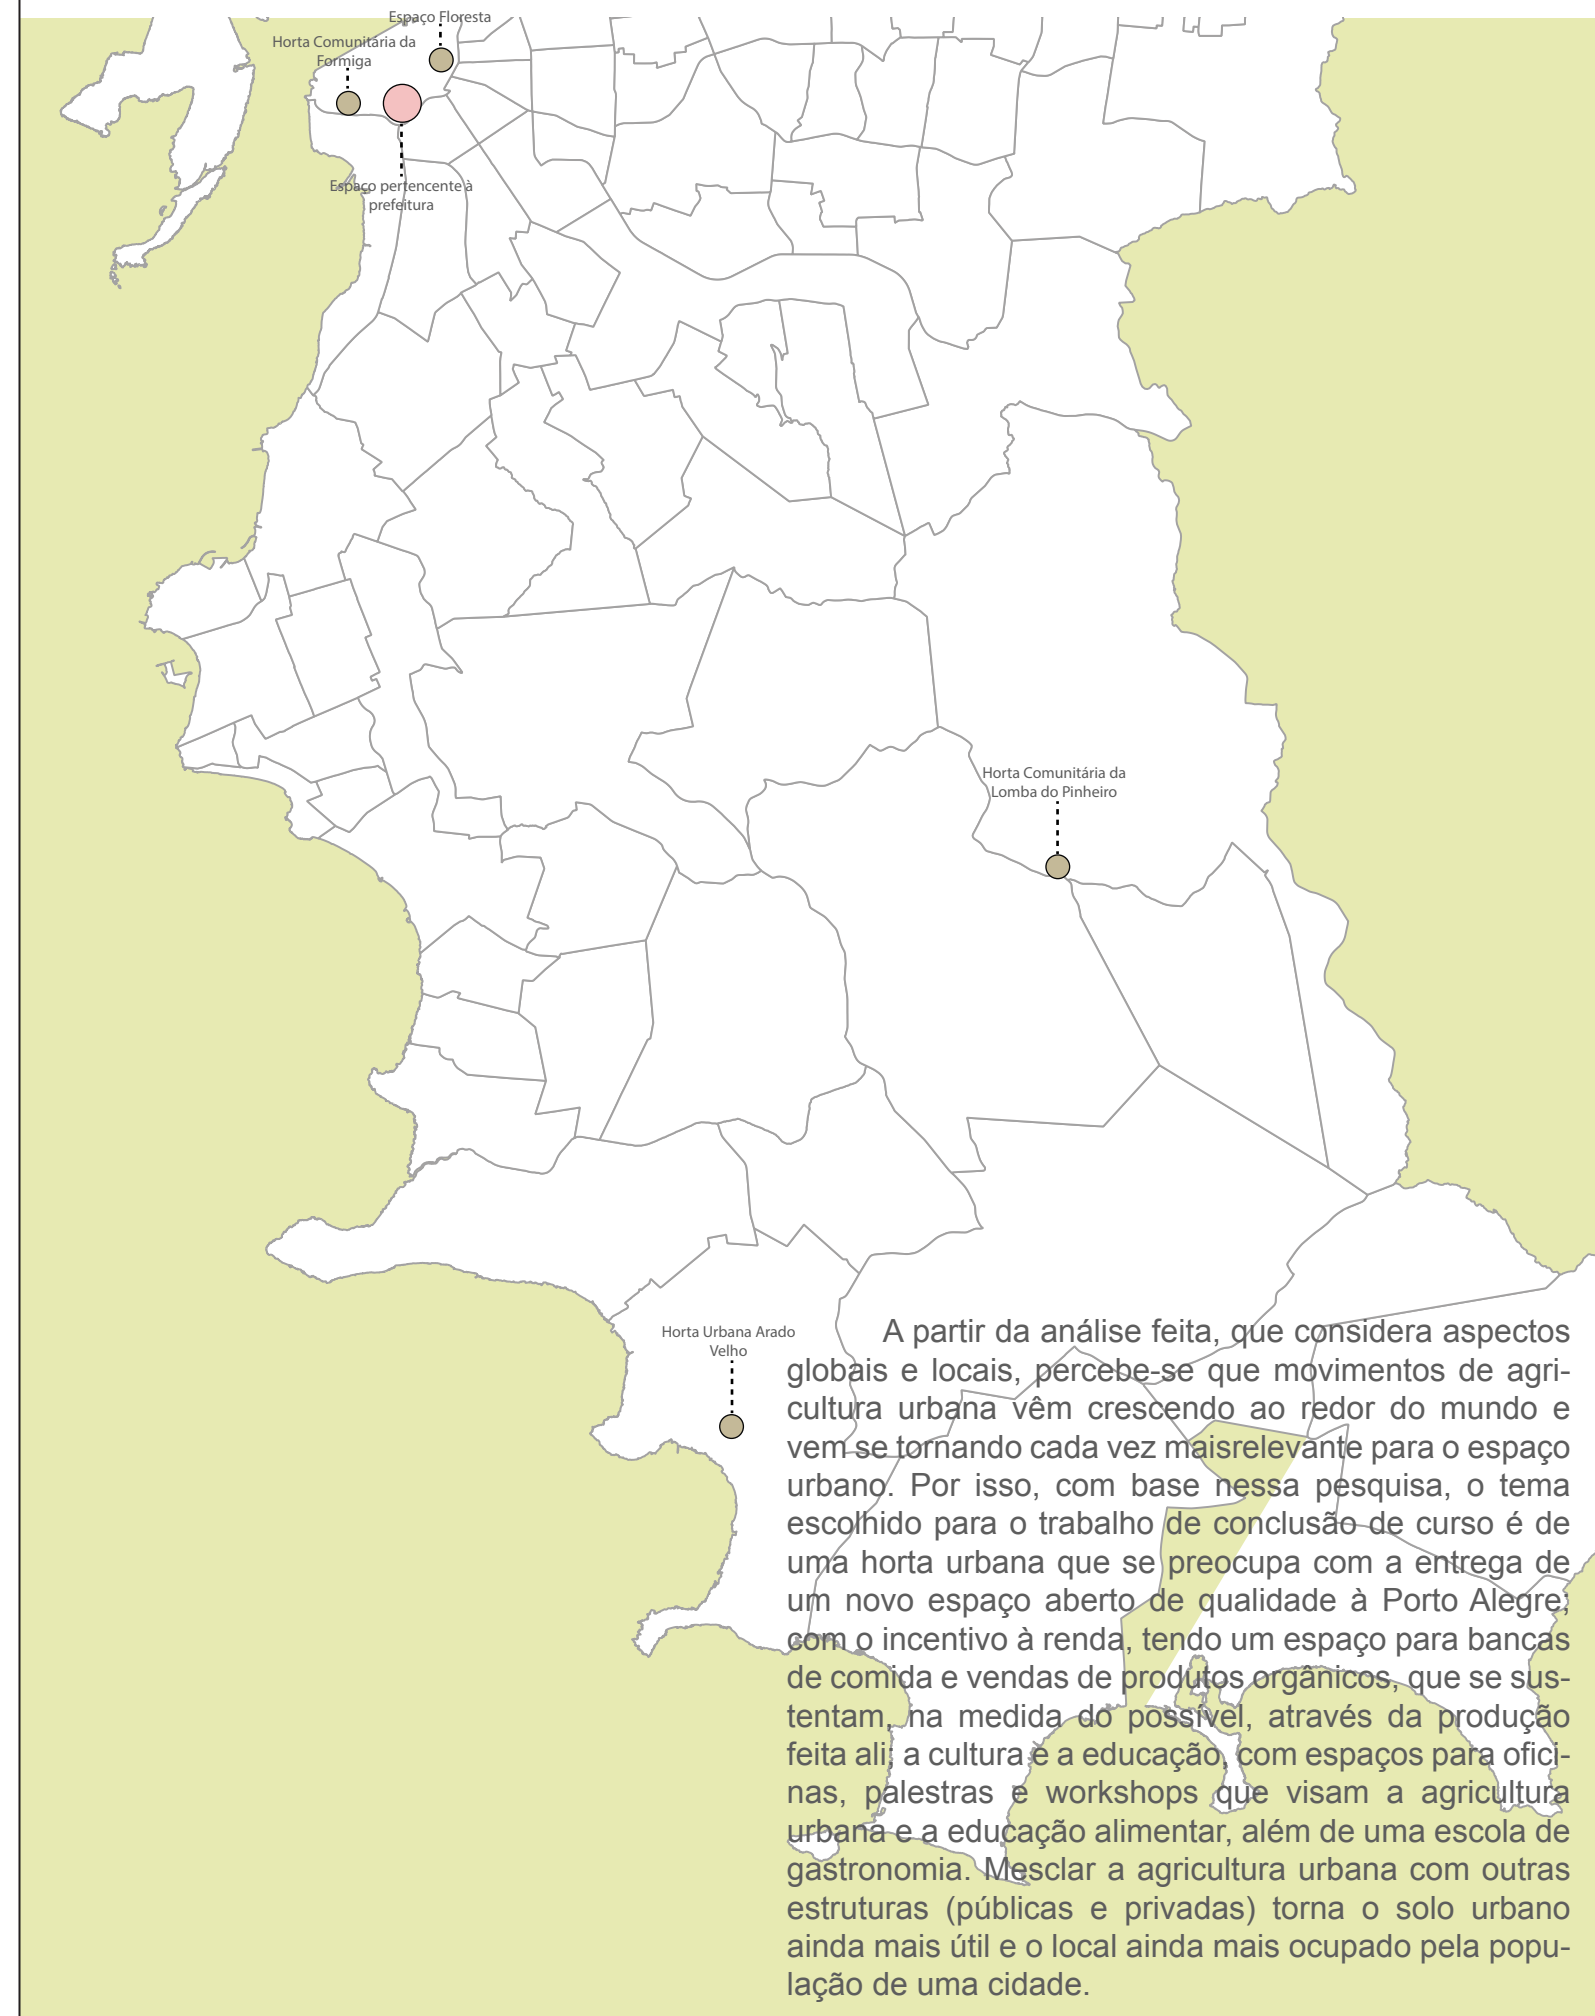 Espaço Floresta
Horta Comunitária da
Formiga
Espaço pertencente à
prefeitura
Horta Comunitária da
Lomba do Pinheiro
Horta Urbana Arado
Velho
A partir da análise feita, que considera aspectos
globais e locais, percebe-se que movimentos de agri-
cultura urbana vêm crescendo ao redor do mundo e
vem se tornando cada vez maisrelevante para o espaço
urbano. Por isso, com base nessa pesquisa, o tema
escolhido para o trabalho de conclusão de curso é de
uma horta urbana que se preocupa com a entrega de
um novo espaço aberto de qualidade à Porto Alegre;
com o incentivo à renda, tendo um espaço para bancas
de comida e vendas de produtos orgânicos, que se sus-
tentam, na medida do possível, através da produção
feita ali; a cultura e a educação, com espaços para ofici-
nas, palestras e workshops que visam a agricultura
urbana e a educação alimentar, além de uma escola de
gastronomia. Mesclar a agricultura urbana com outras
estruturas (públicas e privadas) torna o solo urbano
ainda mais útil e o local ainda mais ocupado pela popu-
lação de uma cidade.